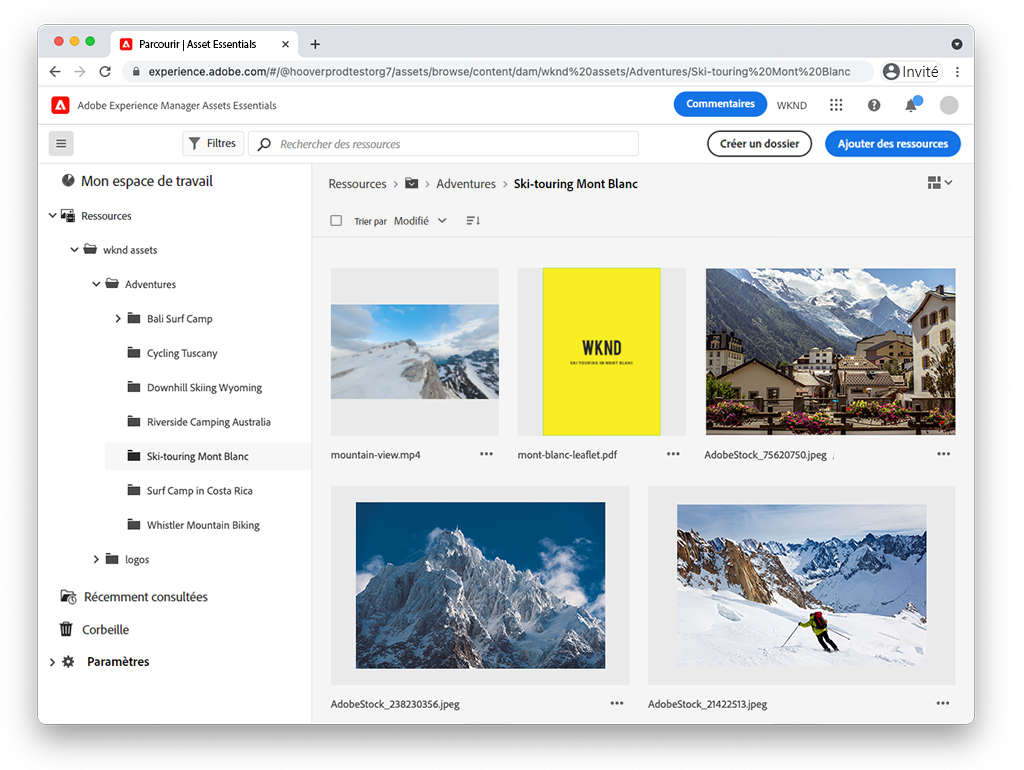 Parcourir | Asset Essentials
experience.adobe.com/#/@hooverprodtestorg7/assets/browse/content/dam/wknd%20assets/Adventures/Ski-touring%20Mont%20Blanc
Invité
Adobe Experience Manager Assets Essentials
Commentaires
WKND
Filtres
Rechercher des ressources
Créer un dossier
Ajouter des ressources
Mon espace de travail
Ressources
wknd assets
Adventures
Bali Surf Camp
Cycling Tuscany
Downhill Skiing Wyoming
Riverside Camping Australia
Ski-touring Mont Blanc
Surf Camp in Costa Rica
Whistler Mountain Biking
logos
Récemment consultées
Corbeille
Paramètres
Ressources > Adventures > Ski-touring Mont Blanc
Trier par Modifié
WKND
SKI TOURING IN MONT BLANC
mountain-view.mp4
mont-blanc-leaflet.pdf
AdobeStock_75620750.jpeg
AdobeStock_238230356.jpeg
AdobeStock_21422513.jpeg